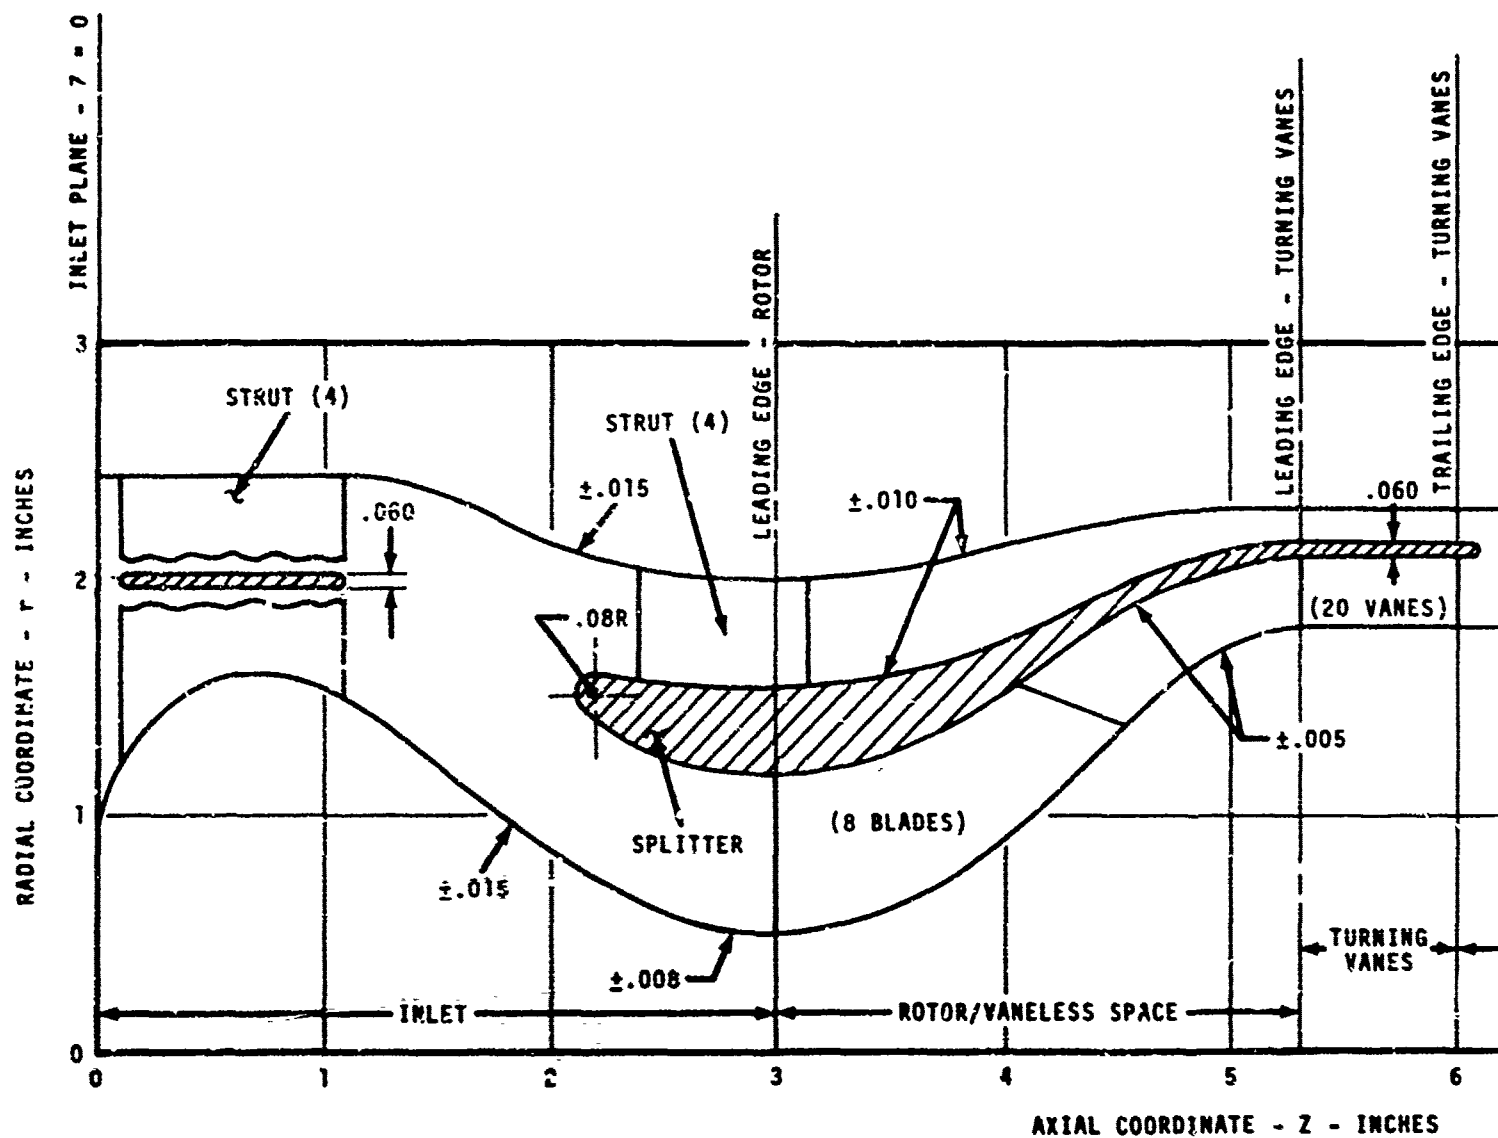 INLET PLANE - 7 = 0
LEADING EDGE - ROTOR
LEADING EDGE - TURNING VANES
TRAILING EDGE - TURNING VANES
3
STRUT (4)
STRUT (4)
±.015
±.010
.060
.060
2
.08R
(20 VANES)
±.005
RADIAL COORDINATE - r - INCHES
1
(8 BLADES)
SPLITTER
±.015
±.008
TURNING
VANES
INLET
ROTOR/VANELESS SPACE
0
0 1 2 3 4 5 6
AXIAL COORDINATE - Z - INCHES